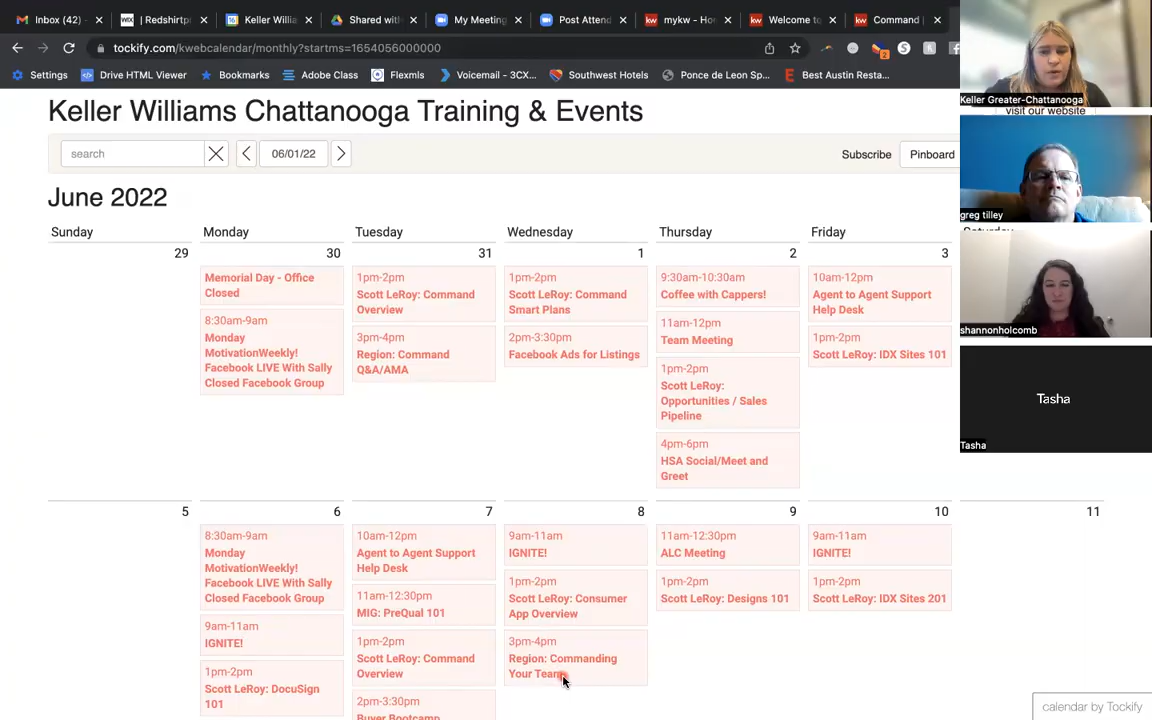 Inbox (42)
WIX
Redshirtp
16
Keller Willia
Shared with
My Meeting
Post Attend
kw
mykw - Ho
kw
Welcome to
kw
Command
tockify.com/kwebcalendar/monthly?startms=1654056000000
2
Settings
Drive HTML Viewer
Bookmarks
Adobe Class
Flexmls
Voicemail - 3CX...
Southwest Hotels
Ponce de Leon Sp...
Best Austin Resta...
Keller Williams Chattanooga Training & Events
search
06/01/22
Subscribe
Pinboard
June 2022
Sunday
Monday
Tuesday
Wednesday
Thursday
Friday
29
30
31
1
2
3
Memorial Day - Office
Closed
8:30am-9am
Monday
MotivationWeekly!
Facebook LIVE With Sally
Closed Facebook Group
1pm-2pm
Scott LeRoy: Command
Overview
3pm-4pm
Region: Command
Q&A/AMA
1pm-2pm
Scott LeRoy: Command
Smart Plans
2pm-3:30pm
Facebook Ads for Listings
9:30am-10:30am
Coffee with Cappers!
11am-12pm
Team Meeting
1pm-2pm
Scott LeRoy:
Opportunities / Sales
Pipeline
4pm-6pm
HSA Social/Meet and
Greet
10am-12pm
Agent to Agent Support
Help Desk
1pm-2pm
Scott LeRoy: IDX Sites 101
5
6
7
8
9
10
11
8:30am-9am
Monday
MotivationWeekly!
Facebook LIVE With Sally
Closed Facebook Group
9am-11am
IGNITE!
1pm-2pm
Scott LeRoy: DocuSign
101
10am-12pm
Agent to Agent Support
Help Desk
11am-12:30pm
MIG: PreQual 101
1pm-2pm
Scott LeRoy: Command
Overview
2pm-3:30pm
Buyer Bootcamp
9am-11am
IGNITE!
1pm-2pm
Scott LeRoy: Consumer
App Overview
3pm-4pm
Region: Commanding
Your Team
11am-12:30pm
ALC Meeting
1pm-2pm
Scott LeRoy: Designs 101
9am-11am
IGNITE!
1pm-2pm
Scott LeRoy: IDX Sites 201
Keller Greater-Chattanooga
visit our website
greg tilley
shannonholcomb
Tasha
Tasha
calendar by Tockify